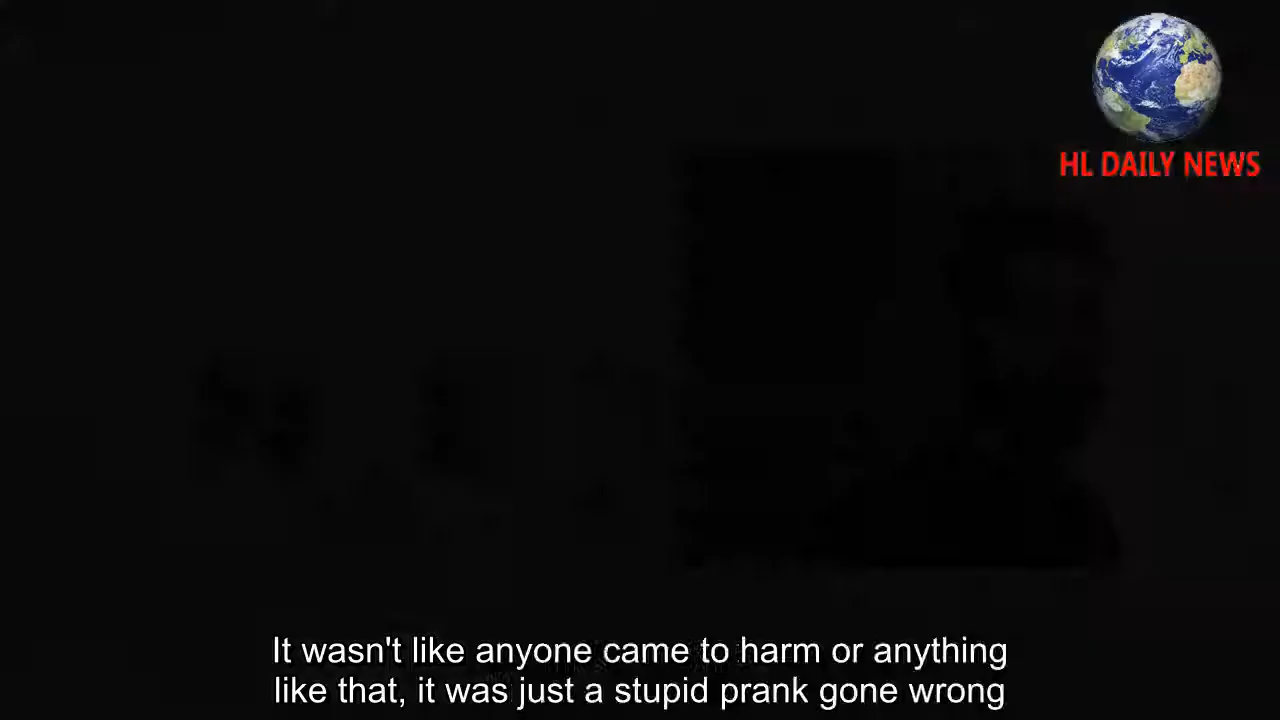 HL DAILY NEWS
It wasn't like anyone came to harm or anything
like that, it was just a stupid prank gone wrong